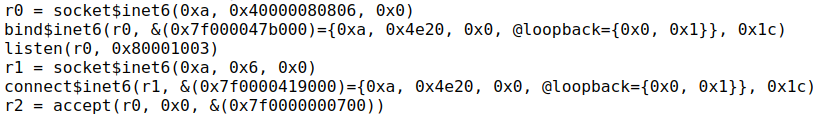 r0 = socket$inet6(0xa, 0x40000080806, 0x0)
bind$inet6(r0, &(0x7f000047b000)={0xa, 0x4e20, 0x0, @loopback={0x0, 0x1}}, 0x1c)
listen(r0, 0x80001003)
r1 = socket$inet6(0xa, 0x6, 0x0)
connect$inet6(r1, &(0x7f0000419000)={0xa, 0x4e20, 0x0, @loopback={0x0, 0x1}}, 0x1c)
r2 = accept(r0, 0x0, &(0x7f0000000700))